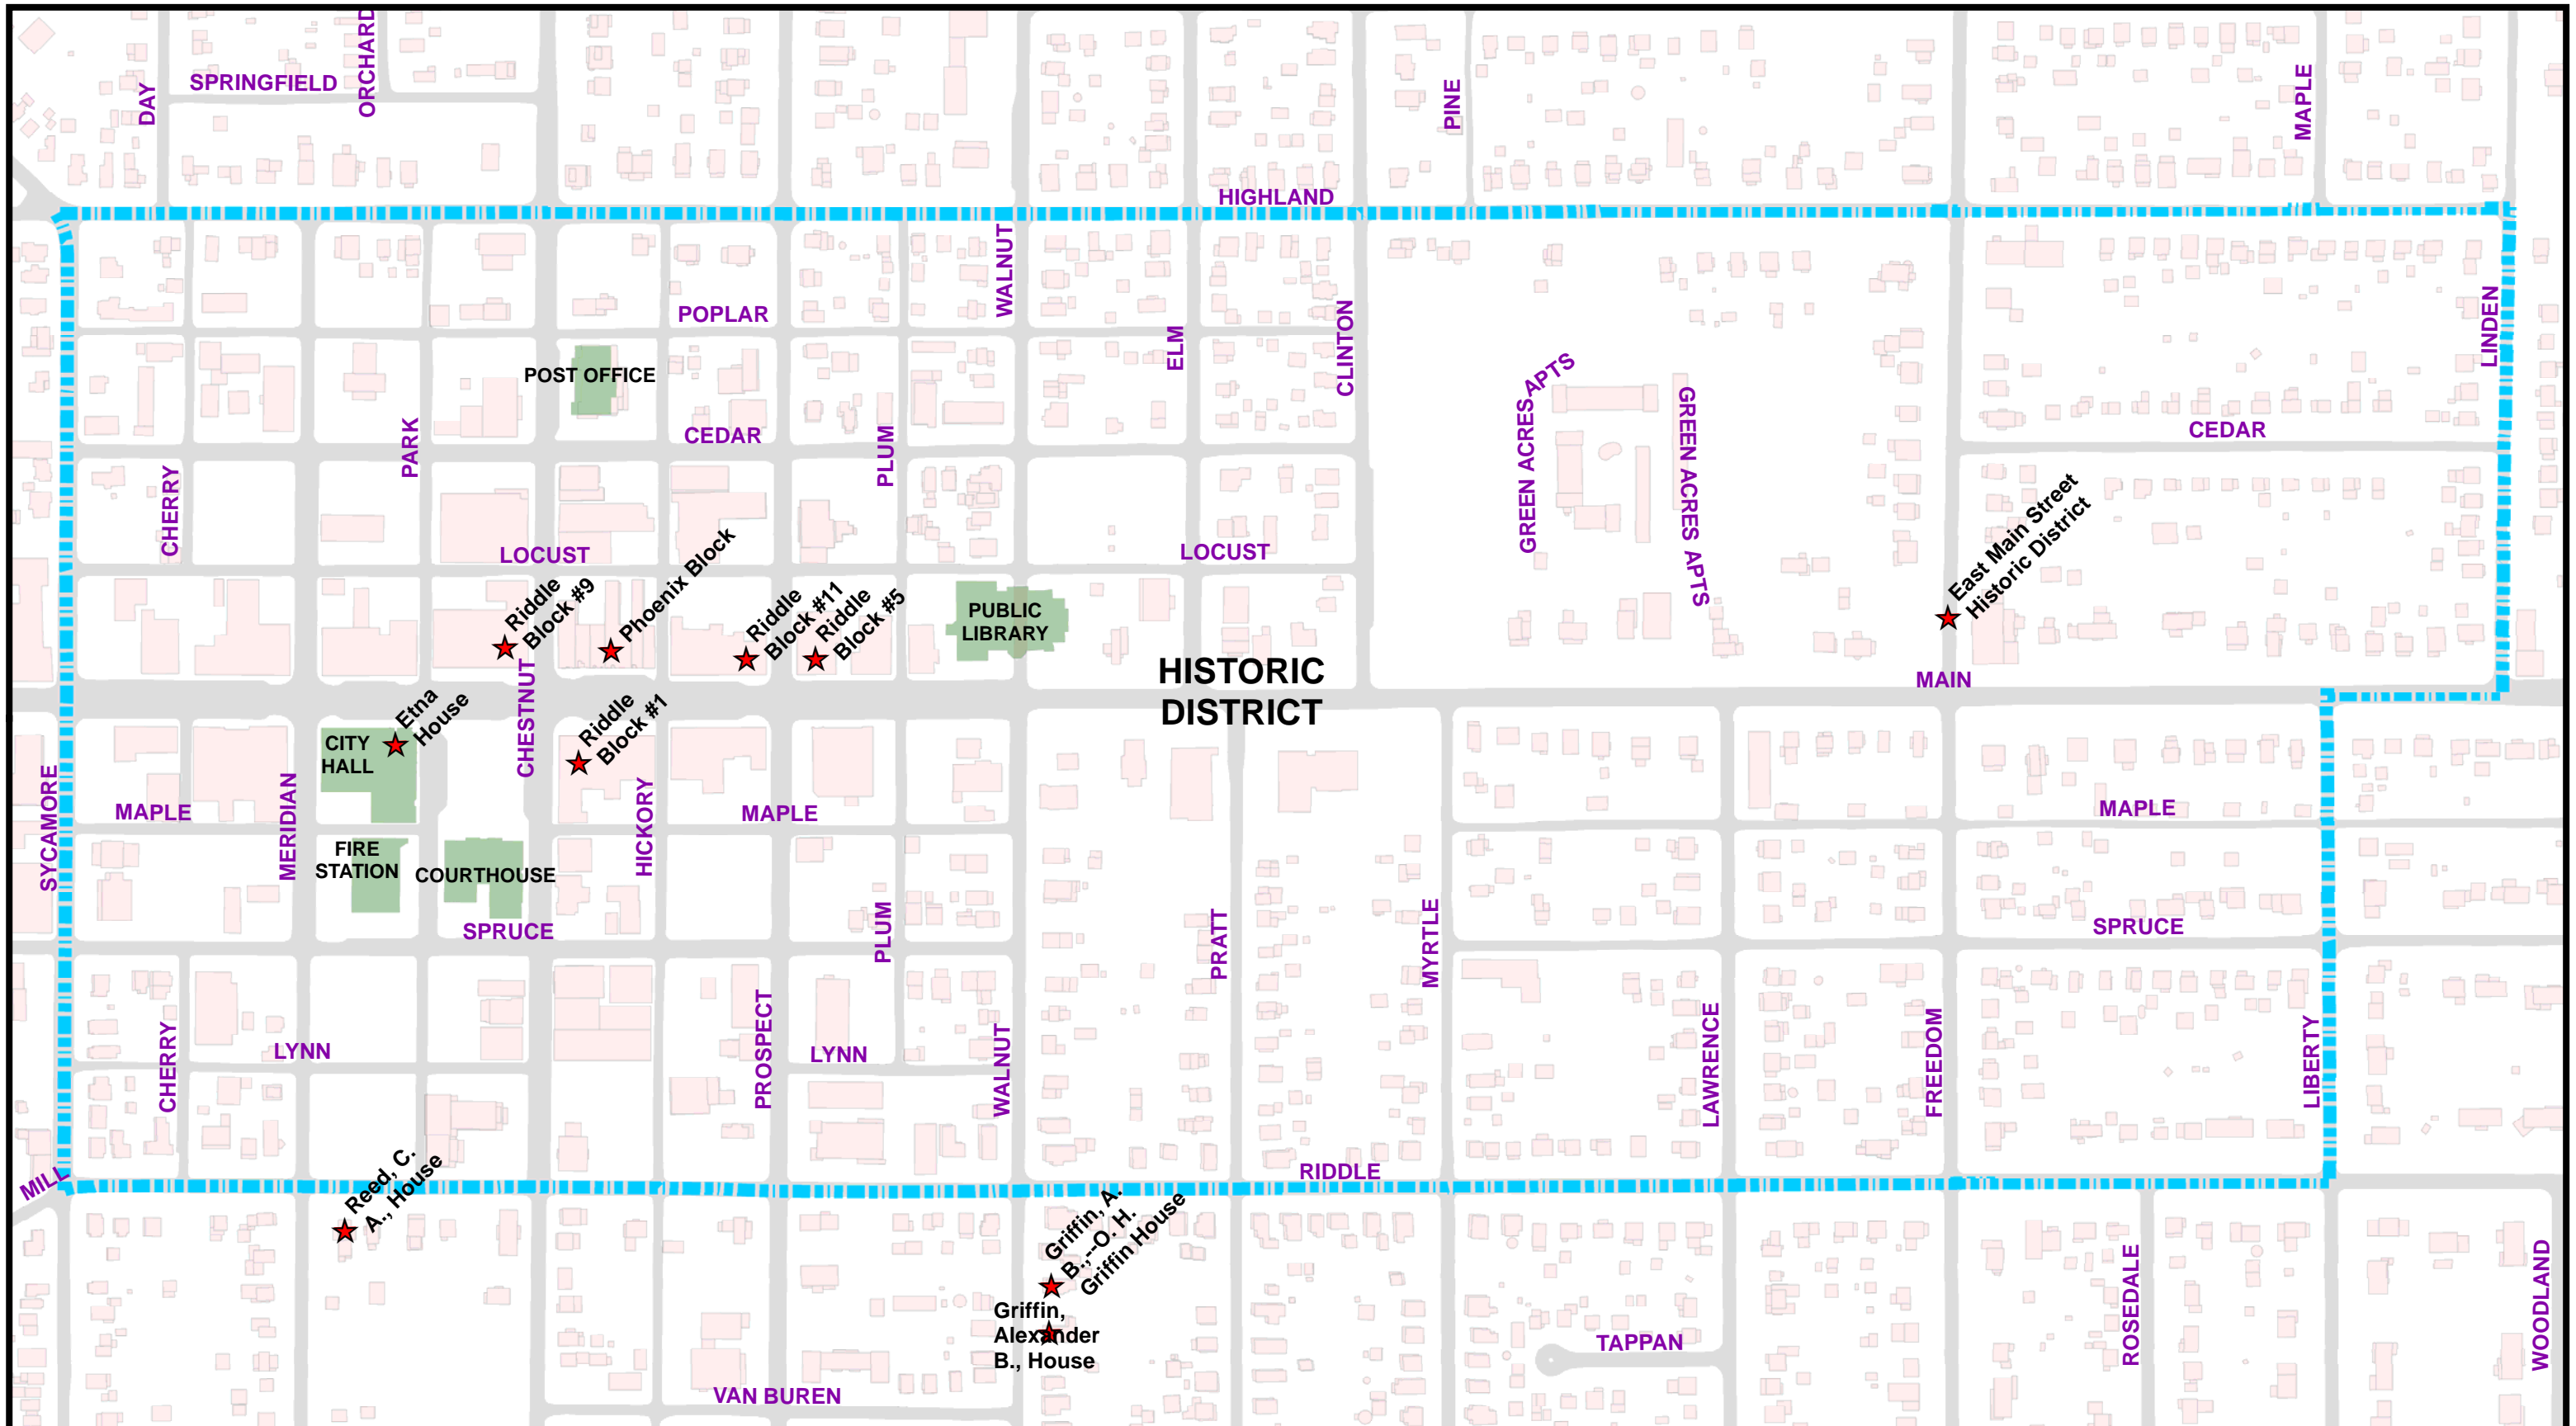 SPRINGFIELD
ORCHARD
DAY
PINE
MAPLE
HIGHLAND
WALNUT
POPLAR
ELM
CLINTON
LINDEN
POST OFFICE
GREEN ACRES APTS
GREEN ACRES APTS
PARK
CEDAR
PLUM
CEDAR
CHERRY
LOCUST
LOCUST
Riddle
Block #9
Phoenix Block
Riddle
Block #11
Riddle
Block #5
PUBLIC
LIBRARY
East Main Street
Historic District
HISTORIC
DISTRICT
MAIN
CHESTNUT
Etna
House
Riddle
Block #1
CITY
HALL
SYCAMORE
MAPLE
MERIDIAN
HICKORY
MAPLE
MAPLE
FIRE
STATION
COURTHOUSE
SPRUCE
PLUM
PRATT
MYRTLE
SPRUCE
CHERRY
LYNN
PROSPECT
LYNN
WALNUT
LAWRENCE
FREEDOM
LIBERTY
MILL
RIDDLE
Reed, C.
A., House
Griffin, A.
B.,--O. H.
Griffin House
Griffin,
Alexander
B., House
TAPPAN
ROSEDALE
WOODLAND
VAN BUREN